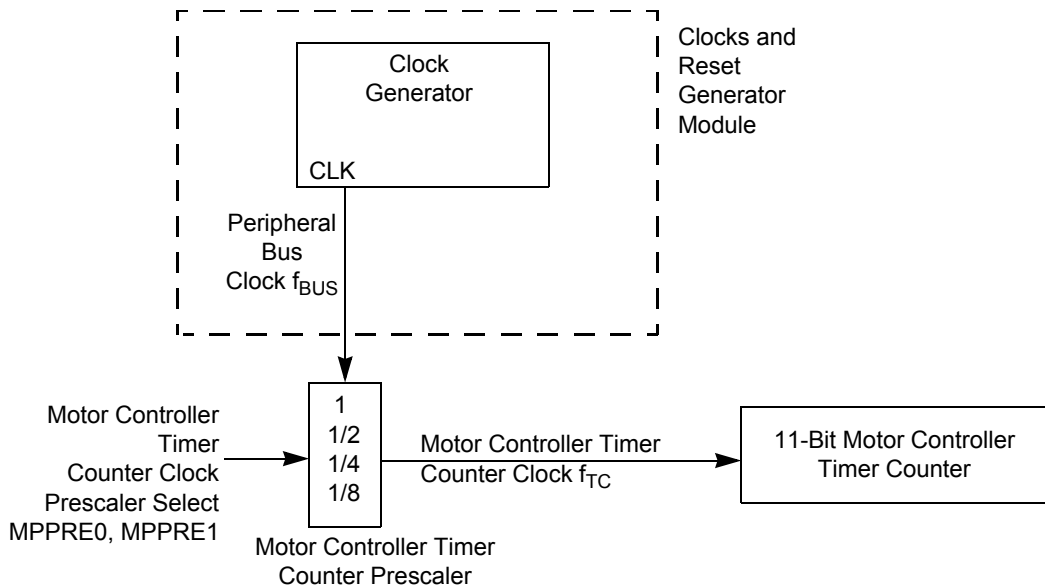 Clock
Generator
CLK
Clocks and
Reset
Generator
Module
Peripheral
Bus
Clock fBUS
Motor Controller
Timer
Counter Clock
Prescaler Select
MPPRE0, MPPRE1
1
1/2
1/4
1/8
Motor Controller Timer
Counter Clock fTC
11-Bit Motor Controller
Timer Counter
Motor Controller Timer
Counter Prescaler